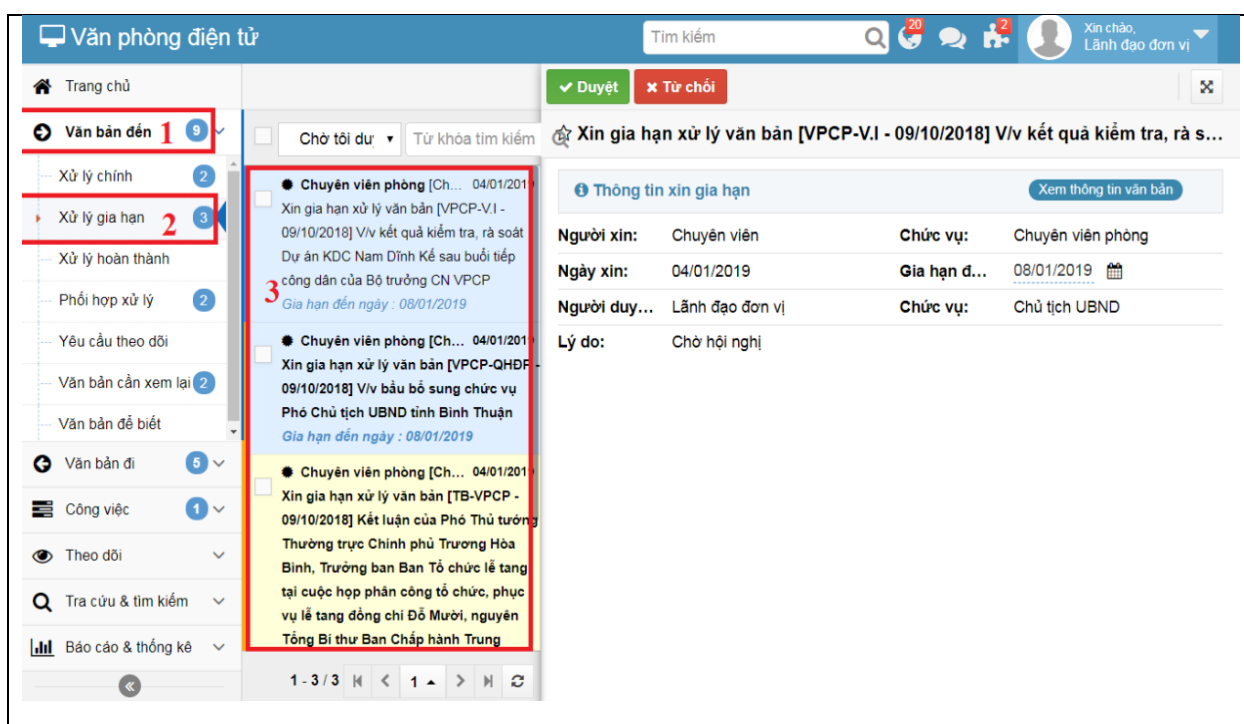 Văn phòng điện tử
Tìm kiếm
20
2
Xin chào,
Lãnh đạo đơn vị
Trang chủ
Văn bản đến 1 9
Xử lý chính 2
Xử lý gia hạn 2 3
Xử lý hoàn thành
Phối hợp xử lý 2
Yêu cầu theo dõi
Văn bản cần xem lại 2
Văn bản để biết
Văn bản đi 5
Công việc 1
Theo dõi
Tra cứu & tìm kiếm
Báo cáo & thống kê
Chờ tôi du
Từ khóa tìm kiếm
3
Chuyên viên phòng [Ch... 04/01/2019
Xin gia hạn xử lý văn bản [VPCP-V.I -
09/10/2018] V/v kết quả kiểm tra, rà soát
Dự án KDC Nam Dĩnh Kế sau buổi tiếp
công dân của Bộ trưởng CN VPCP
Gia hạn đến ngày : 08/01/2019
Chuyên viên phòng [Ch... 04/01/2019
Xin gia hạn xử lý văn bản [VPCP-QHĐP -
09/10/2018] V/v bầu bổ sung chức vụ
Phó Chủ tịch UBND tỉnh Bình Thuận
Gia hạn đến ngày : 08/01/2019
Chuyên viên phòng [Ch... 04/01/2019
Xin gia hạn xử lý văn bản [TB-VPCP -
09/10/2018] Kết luận của Phó Thủ tướng
Thường trực Chính phủ Trương Hòa
Bình, Trưởng ban Ban Tổ chức lễ tang
tại cuộc họp phân công tổ chức, phục
vụ lễ tang đồng chí Đỗ Mười, nguyên
Tổng Bí thư Ban Chấp hành Trung
1 - 3 / 3
1
Duyệt
Từ chối
Xin gia hạn xử lý văn bản [VPCP-V.I - 09/10/2018] V/v kết quả kiểm tra, rà s...
Thông tin xin gia hạn
Xem thông tin văn bản
Người xin: Chuyên viên Chức vụ: Chuyên viên phòng
Ngày xin: 04/01/2019 Gia hạn đ... 08/01/2019
Người duy... Lãnh đạo đơn vị Chức vụ: Chủ tịch UBND
Lý do: Chờ hội nghị